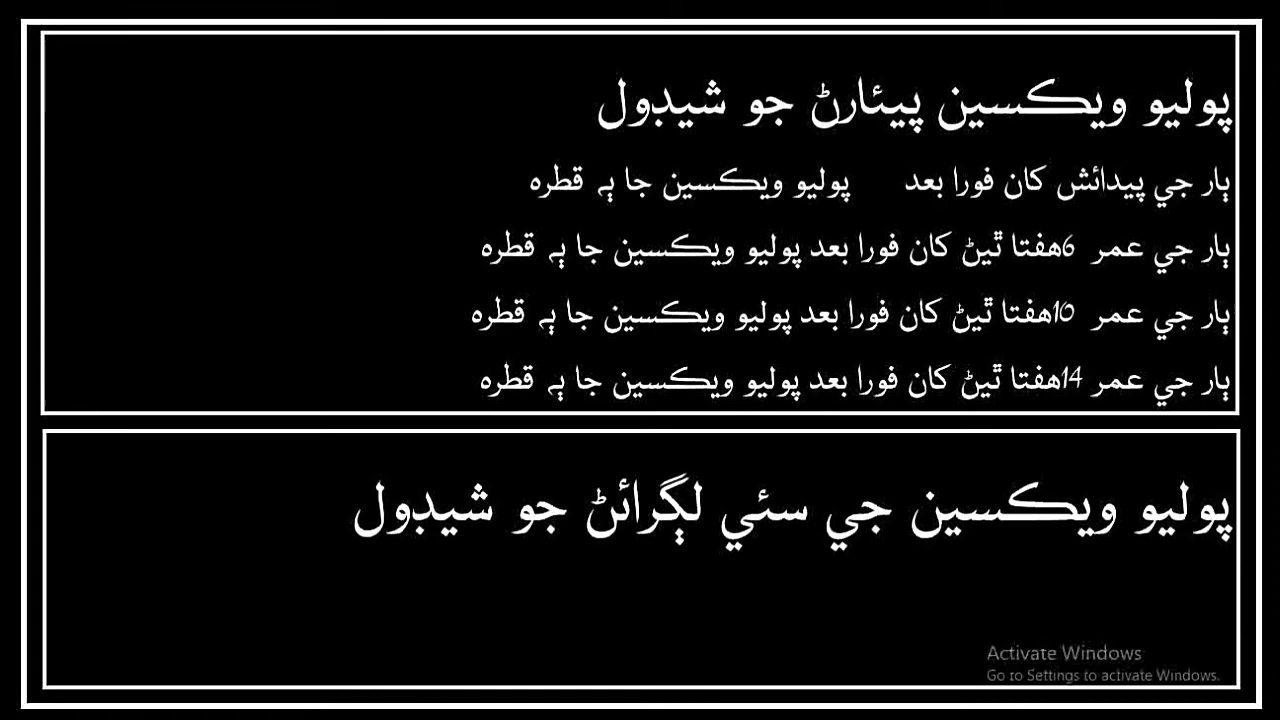 پوليو ويڪسين پيئارڻ جو شيڊول
ٻار جي پيدائش کان فورا بعد پوليو ويڪسين جا ٻہ قطره
ٻار جي عمر 6هفتا ٿيڻ کان فورا بعد پوليو ويڪسين جا ٻہ قطره
ٻار جي عمر 10هفتا ٿيڻ کان فورا بعد پوليو ويڪسين جا ٻہ قطره
ٻار جي عمر 14هفتا ٿيڻ کان فورا بعد پوليو ويڪسين جا ٻہ قطره
پوليو ويڪسين جي سئي لڳرائڻ جو شيڊول
Activate Windows
Go to Settings to activate Windows.